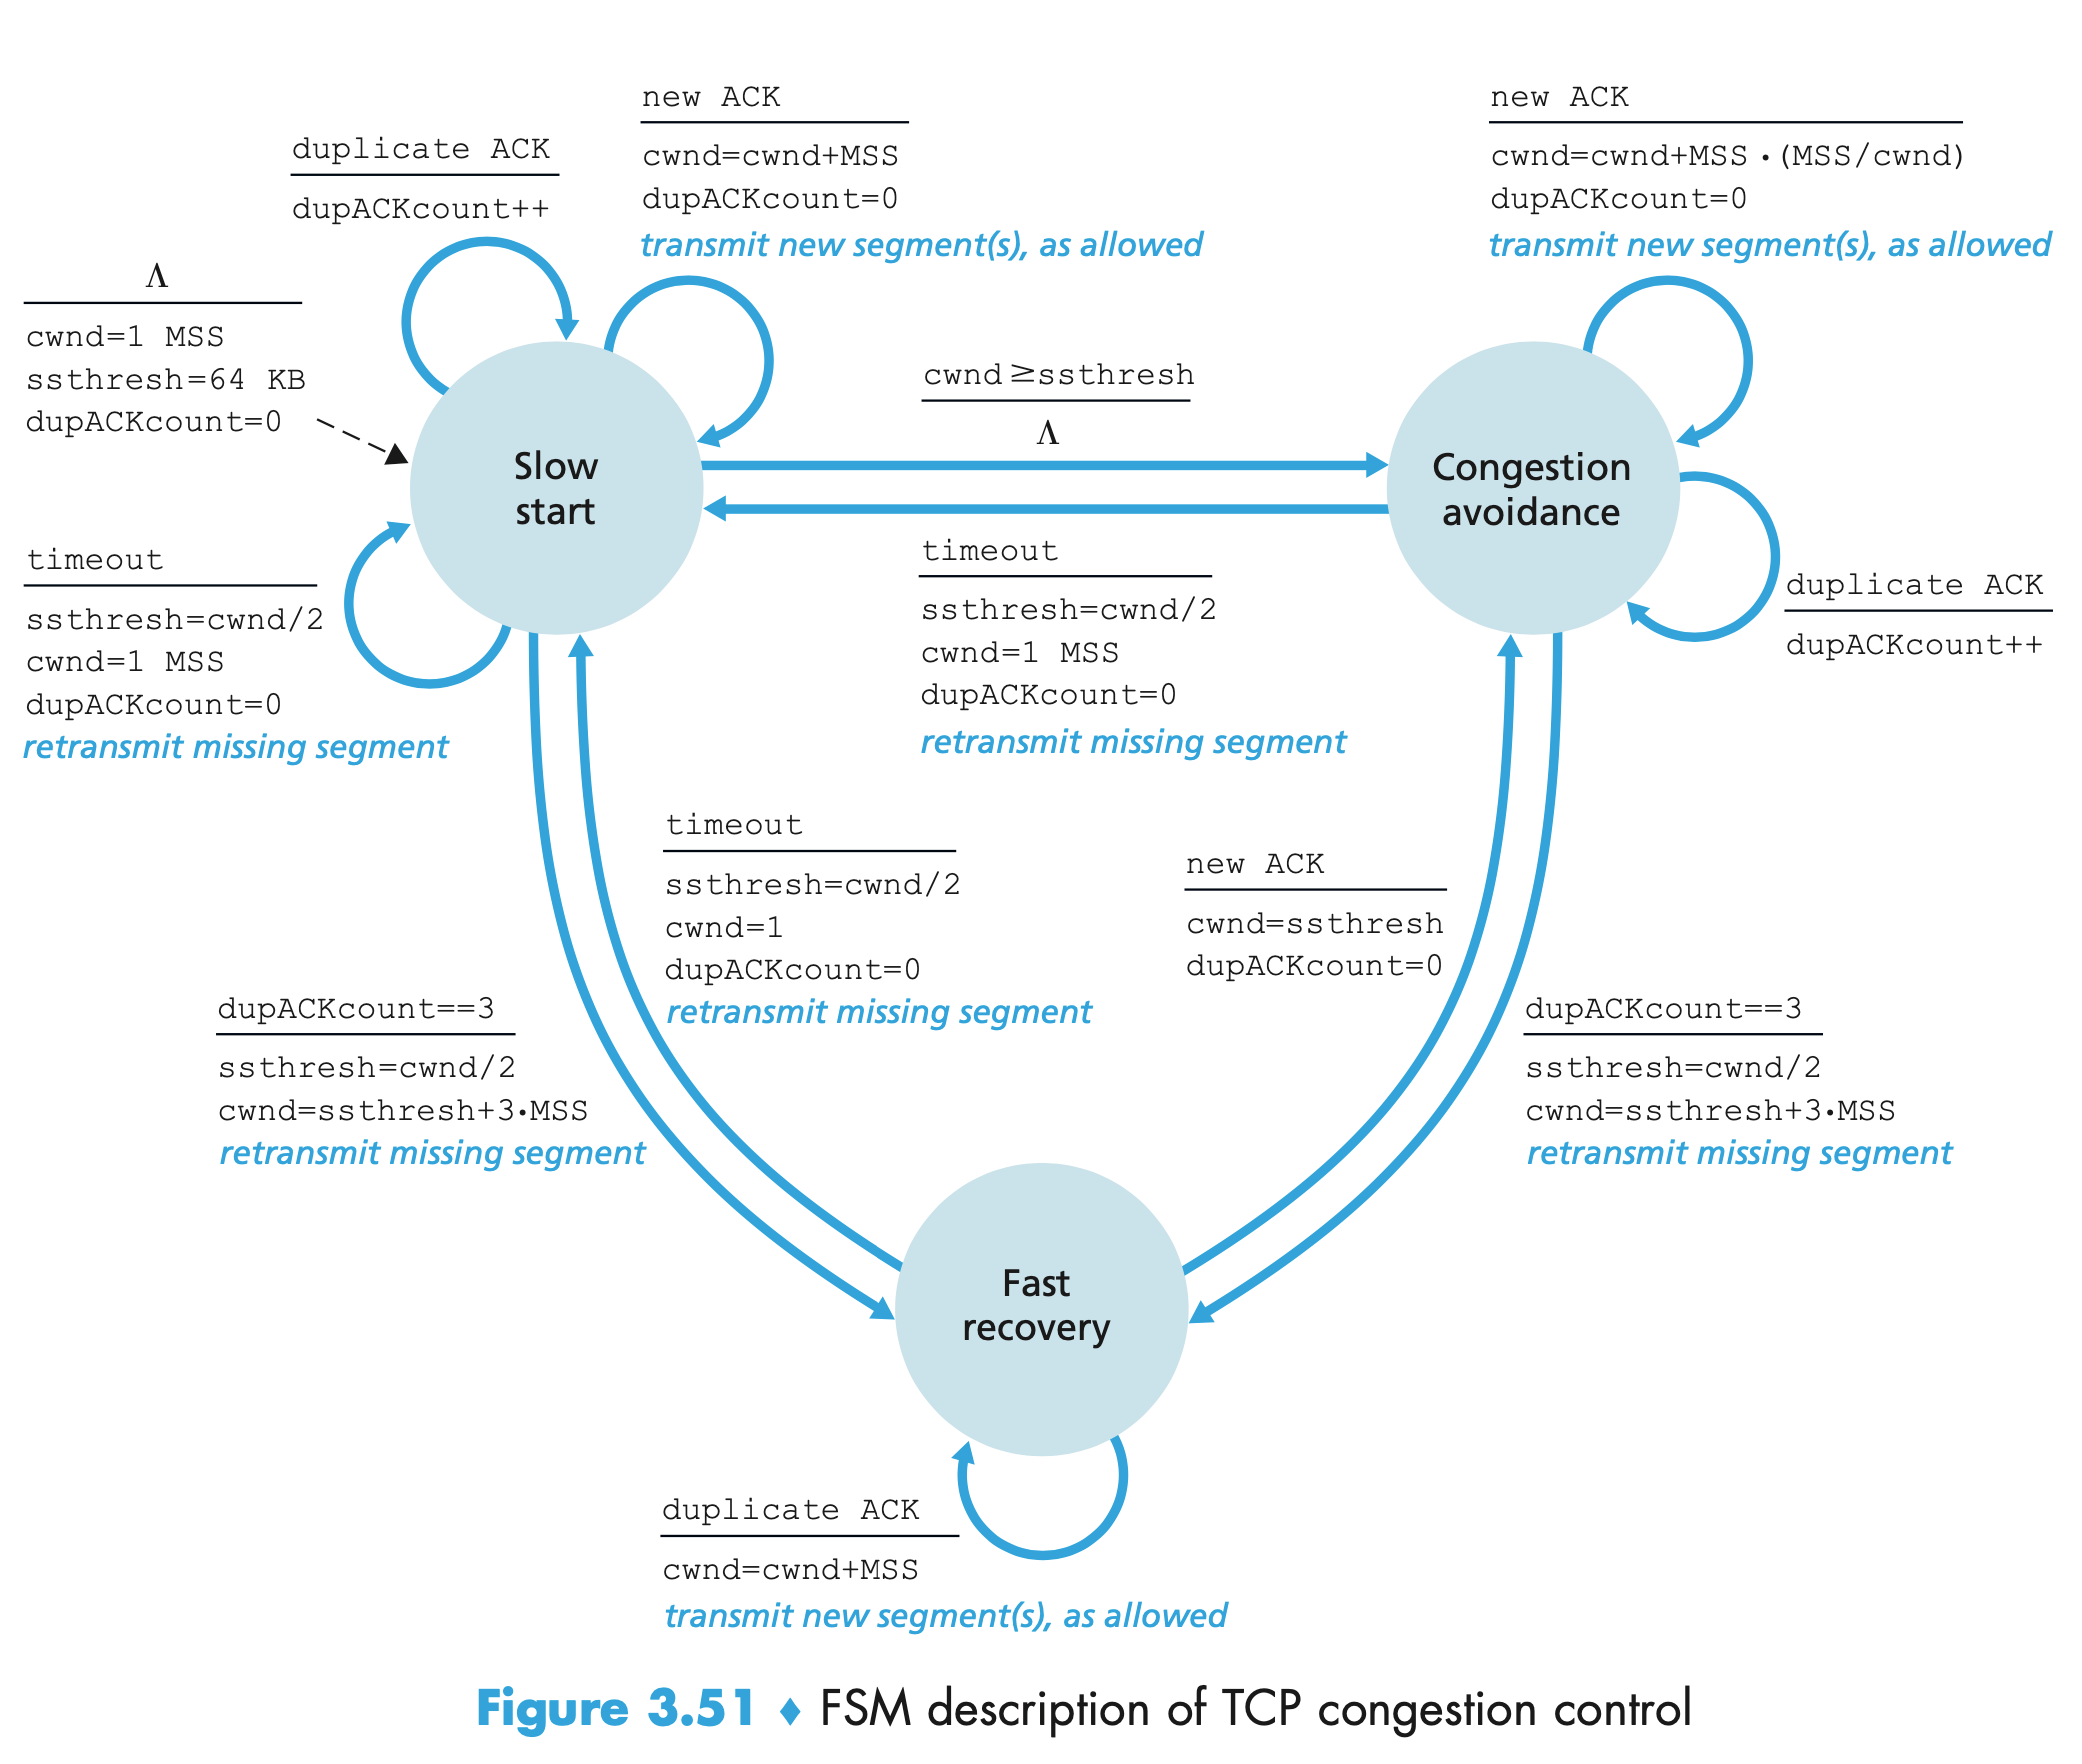 new ACK
cwnd=cwnd+MSS
dupACKcount=0
transmit new segment(s), as allowed
new ACK
cwnd=cwnd+MSS •(MSS/cwnd)
dupACKcount=0
transmit new segment(s), as allowed
duplicate ACK
dupACKcount++
Λ
cwnd=1 MSS
ssthresh=64 KB
dupACKcount=0
cwnd≥ssthresh
Λ
Slow
start
Congestion
avoidance
timeout
ssthresh=cwnd/2
cwnd=1 MSS
dupACKcount=0
retransmit missing segment
timeout
ssthresh=cwnd/2
cwnd=1 MSS
dupACKcount=0
retransmit missing segment
duplicate ACK
dupACKcount++
timeout
ssthresh=cwnd/2
cwnd=1
dupACKcount=0
retransmit missing segment
new ACK
cwnd=ssthresh
dupACKcount=0
dupACKcount==3
ssthresh=cwnd/2
cwnd=ssthresh+3•MSS
retransmit missing segment
dupACKcount==3
ssthresh=cwnd/2
cwnd=ssthresh+3•MSS
retransmit missing segment
Fast
recovery
duplicate ACK
cwnd=cwnd+MSS
transmit new segment(s), as allowed
Figure 3.51 ♦ FSM description of TCP congestion control